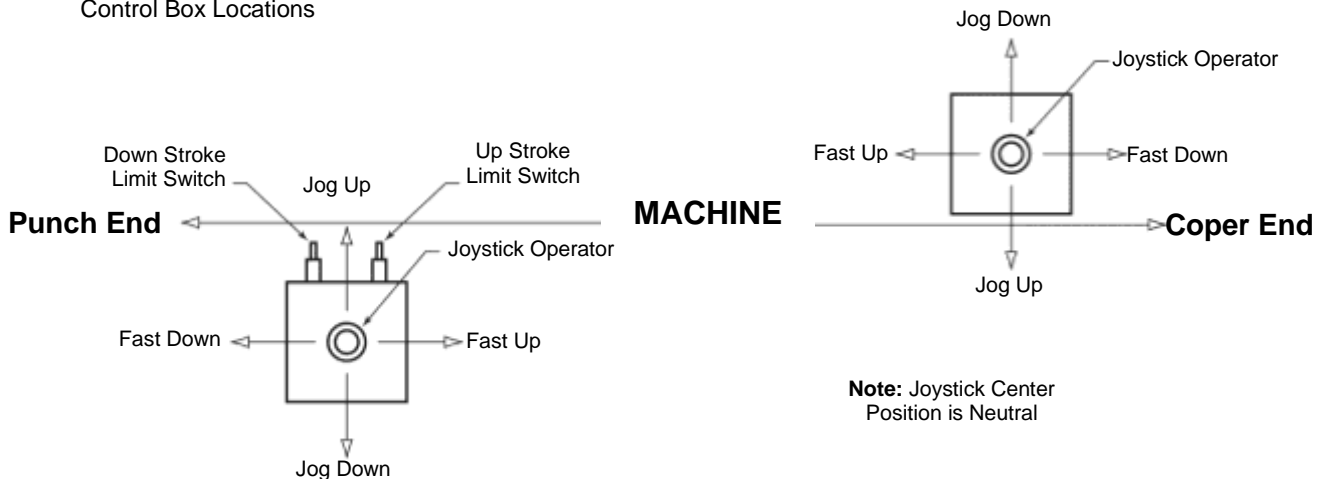 Control Box Locations
Jog Down
Joystick Operator
Fast Up
Fast Down
Down Stroke
Limit Switch
Up Stroke
Limit Switch
Jog Up
Punch End
MACHINE
Coper End
Joystick Operator
Jog Up
Fast Down
Fast Up
Note: Joystick Center
Position is Neutral
Jog Down